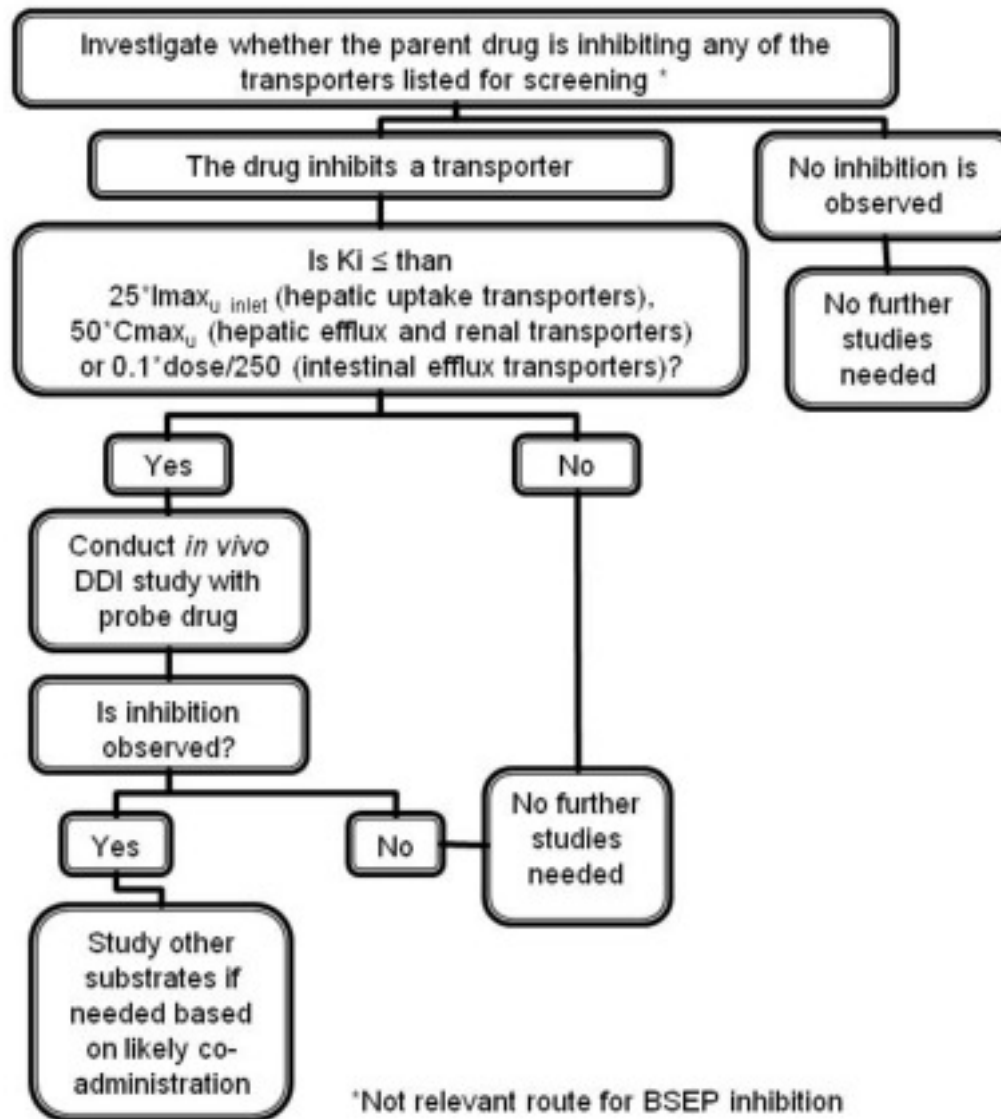 Investigate whether the parent drug is inhibiting any of the
transporters listed for screening *
The drug inhibits a transporter
No inhibition is
observed
Is Ki ≤ than
25*Imax u inlet (hepatic uptake transporters),
50*Cmax u (hepatic efflux and renal transporters)
or 0.1*dose/250 (intestinal efflux transporters)?
No further
studies
needed
Yes
No
Conduct in vivo
DDI study with
probe drug
Is inhibition
observed?
Yes
No
No further
studies
needed
Study other
substrates if
needed based
on likely co-
administration
*Not relevant route for BSEP inhibition